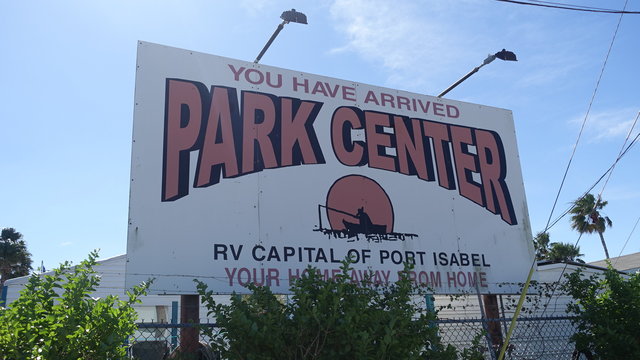 YOU HAVE ARRIVED
PARK CENTER
RV CAPITAL OF PORT ISABEL
YOUR HOME AWAY FROM HOME